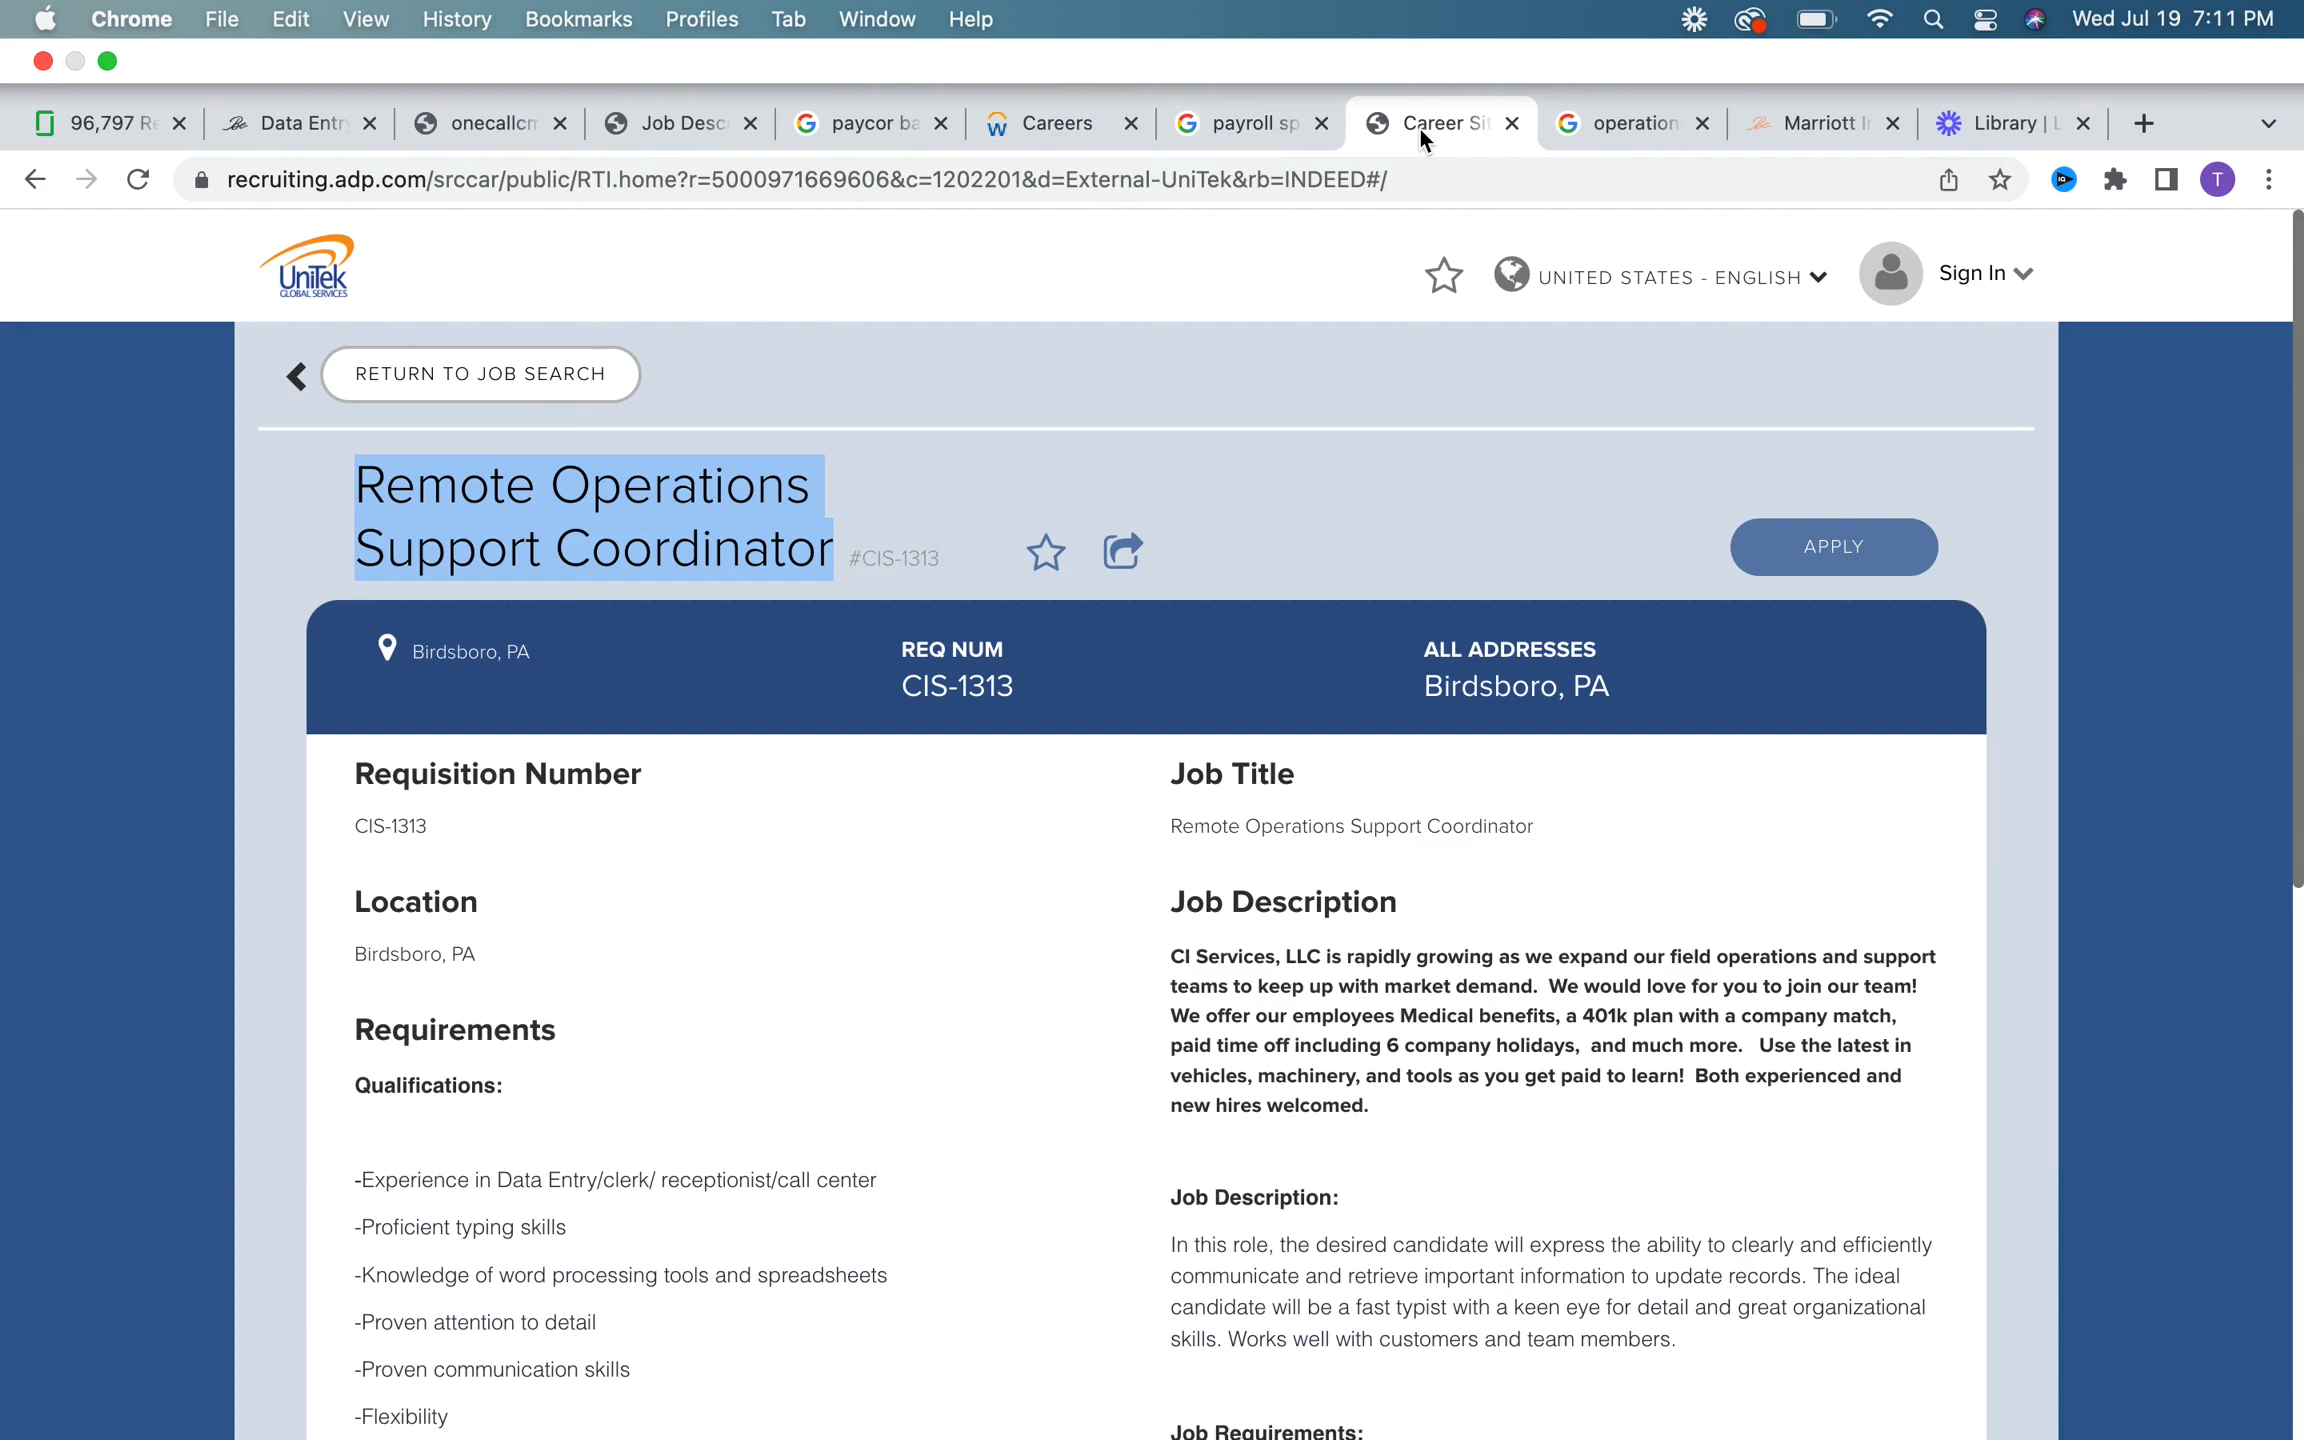 Chrome File Edit View History Bookmarks Profiles Tab Window Help Wed Jul 19 7:11 PM
96,797 Re Data Entr onecallcm Job Desc paycor ba Careers payroll sp Career Sit operation Marriott In Library | L
recruiting.adp.com/srccar/public/RTI.home?r=5000971669606&c=1202201&d=External-UniTek&rb=INDEED#/ T
UniTek
GLOBAL SERVICES
UNITED STATES - ENGLISH Sign In
RETURN TO JOB SEARCH
Remote Operations
Support Coordinator #CIS-1313
APPLY
Birdsboro, PA
REQ NUM
CIS-1313
ALL ADDRESSES
Birdsboro, PA
Requisition Number
CIS-1313
Location
Birdsboro, PA
Requirements
Qualifications:
-Experience in Data Entry/clerk/ receptionist/call center
-Proficient typing skills
-Knowledge of word processing tools and spreadsheets
-Proven attention to detail
-Proven communication skills
-Flexibility
Job Title
Remote Operations Support Coordinator
Job Description
CI Services, LLC is rapidly growing as we expand our field operations and support
teams to keep up with market demand.  We would love for you to join our team!
We offer our employees Medical benefits, a 401k plan with a company match,
paid time off including 6 company holidays,  and much more.   Use the latest in
vehicles, machinery, and tools as you get paid to learn!  Both experienced and
new hires welcomed.
Job Description:
In this role, the desired candidate will express the ability to clearly and efficiently
communicate and retrieve important information to update records. The ideal
candidate will be a fast typist with a keen eye for detail and great organizational
skills. Works well with customers and team members.
Job Requirements: